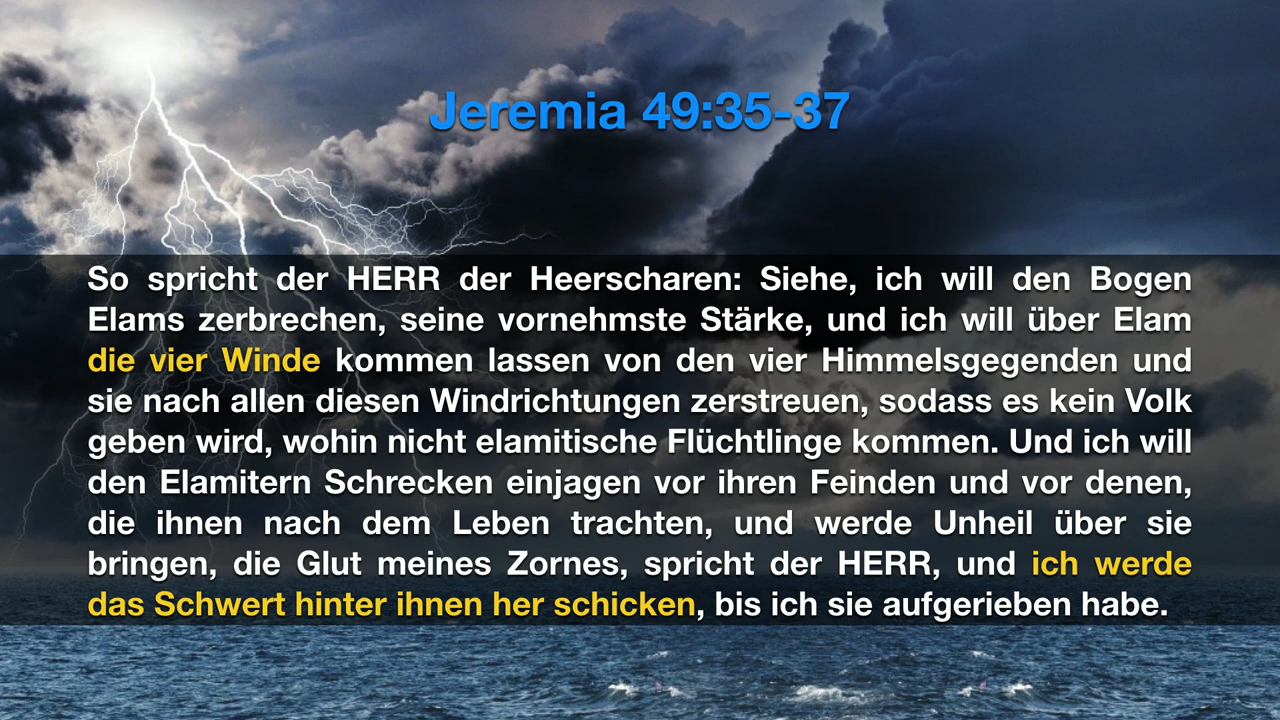 Jeremia 49:35-37
So spricht der HERR der Heerscharen: Siehe, ich will den Bogen
Elams zerbrechen, seine vornehmste Stärke, und ich will über Elam
die vier Winde kommen lassen von den vier Himmelsgegenden und
sie nach allen diesen Windrichtungen zerstreuen, sodass es kein Volk
geben wird, wohin nicht elamitische Flüchtlinge kommen. Und ich will
den Elamitern Schrecken einjagen vor ihren Feinden und vor denen,
die ihnen nach dem Leben trachten, und werde Unheil über sie
bringen, die Glut meines Zornes, spricht der HERR, und ich werde
das Schwert hinter ihnen her schicken, bis ich sie aufgerieben habe.